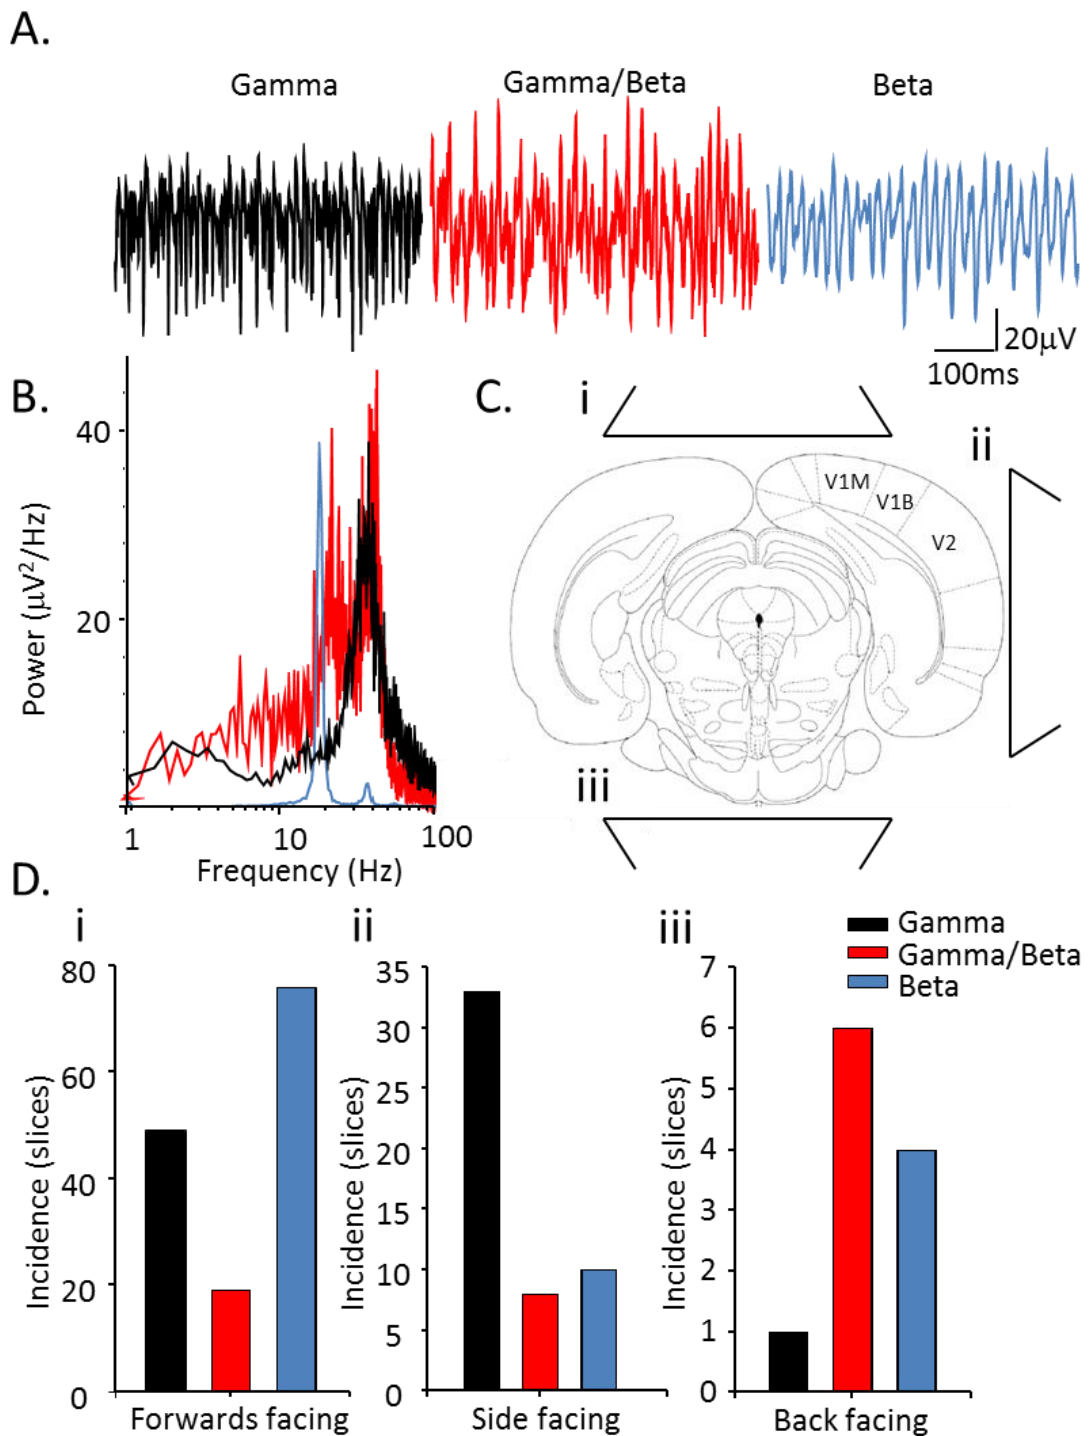 A.
Gamma
Gamma/Beta
Beta
20μV
100ms
B.
Power (μV²/Hz)
40
20
1
10
100
Frequency (Hz)
C.
i
ii
iii
V1M
V1B
V2
D.
i
Incidence (slices)
80
60
40
20
0
Forwards facing
ii
Incidence (slices)
35
30
25
20
15
10
5
0
Side facing
iii
Gamma
Gamma/Beta
Beta
Incidence (slices)
7
6
5
4
3
2
1
0
Back facing